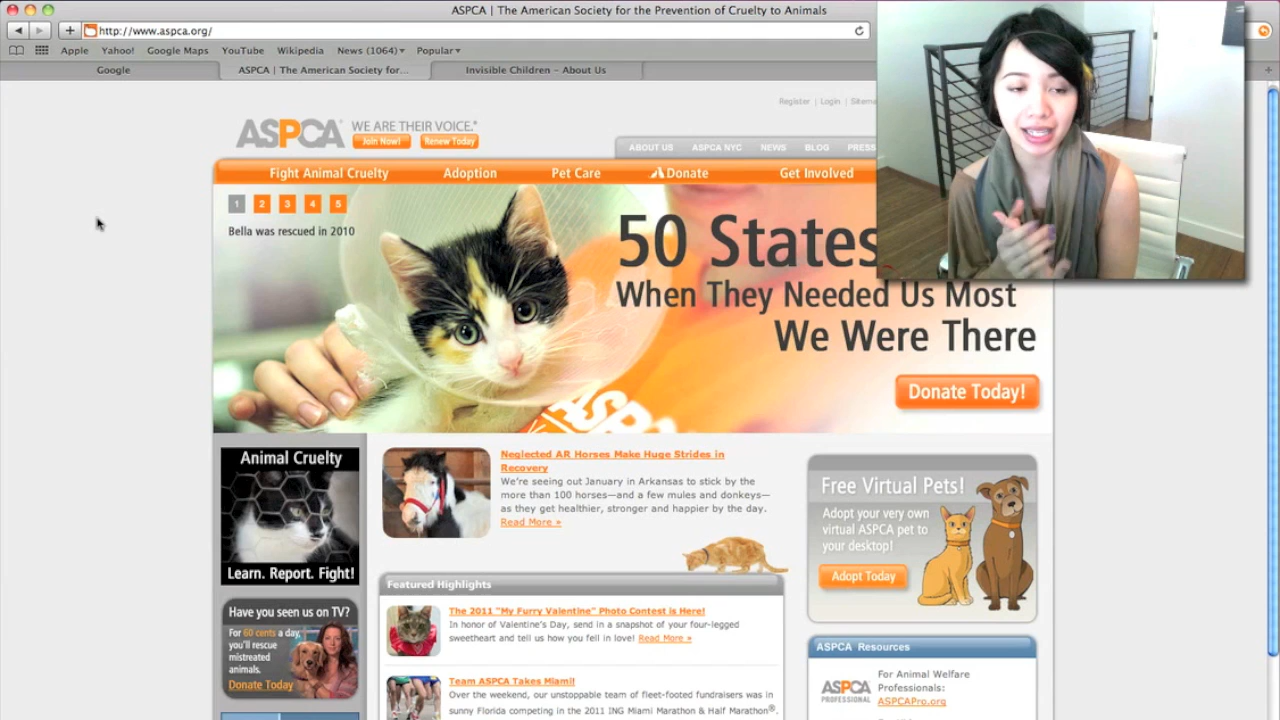 ASPCA | The American Society for the Prevention of Cruelty to Animals
http://www.aspca.org/
Apple Yahoo! Google Maps YouTube Wikipedia News (1064) Popular
Google
ASPCA | The American Society for...
Invisible Children – About Us
Register | Login |
ASPCA® WE ARE THEIR VOICE.®
Join Now! Renew Today
ABOUT US ASPCA NYC NEWS BLOG PRESS
Fight Animal Cruelty Adoption Pet Care Donate Get Involved
1 2 3 4 5
Bella was rescued in 2010
50 States
When They Needed Us Most
We Were There
Donate Today!
ASPCA
Animal Cruelty
Learn. Report. Fight!
Have you seen us on TV?
For 60 cents a day,
you'll rescue
mistreated
animals.
Donate Today
Neglected AR Horses Make Huge Strides in
Recovery
We're seeing out January in Arkansas to stick by the
more than 100 horses—and a few mules and donkeys—
as they get healthier, stronger and happier by the day.
Read More »
Featured Highlights
The 2011 "My Furry Valentine" Photo Contest is Here!
In honor of Valentine's Day, send in a snapshot of your four-legged
sweetheart and tell us how you fell in love! Read More »
Team ASPCA Takes Miami!
Over the weekend, our unstoppable team of fleet-footed fundraisers was in
sunny Florida competing in the 2011 ING Miami Marathon & Half Marathon®.
Free Virtual Pets!
Adopt your very own
virtual ASPCA pet to
your desktop!
Adopt Today
ASPCA Resources
ASPCA
PROFESSIONAL
For Animal Welfare
Professionals:
ASPCAPro.org